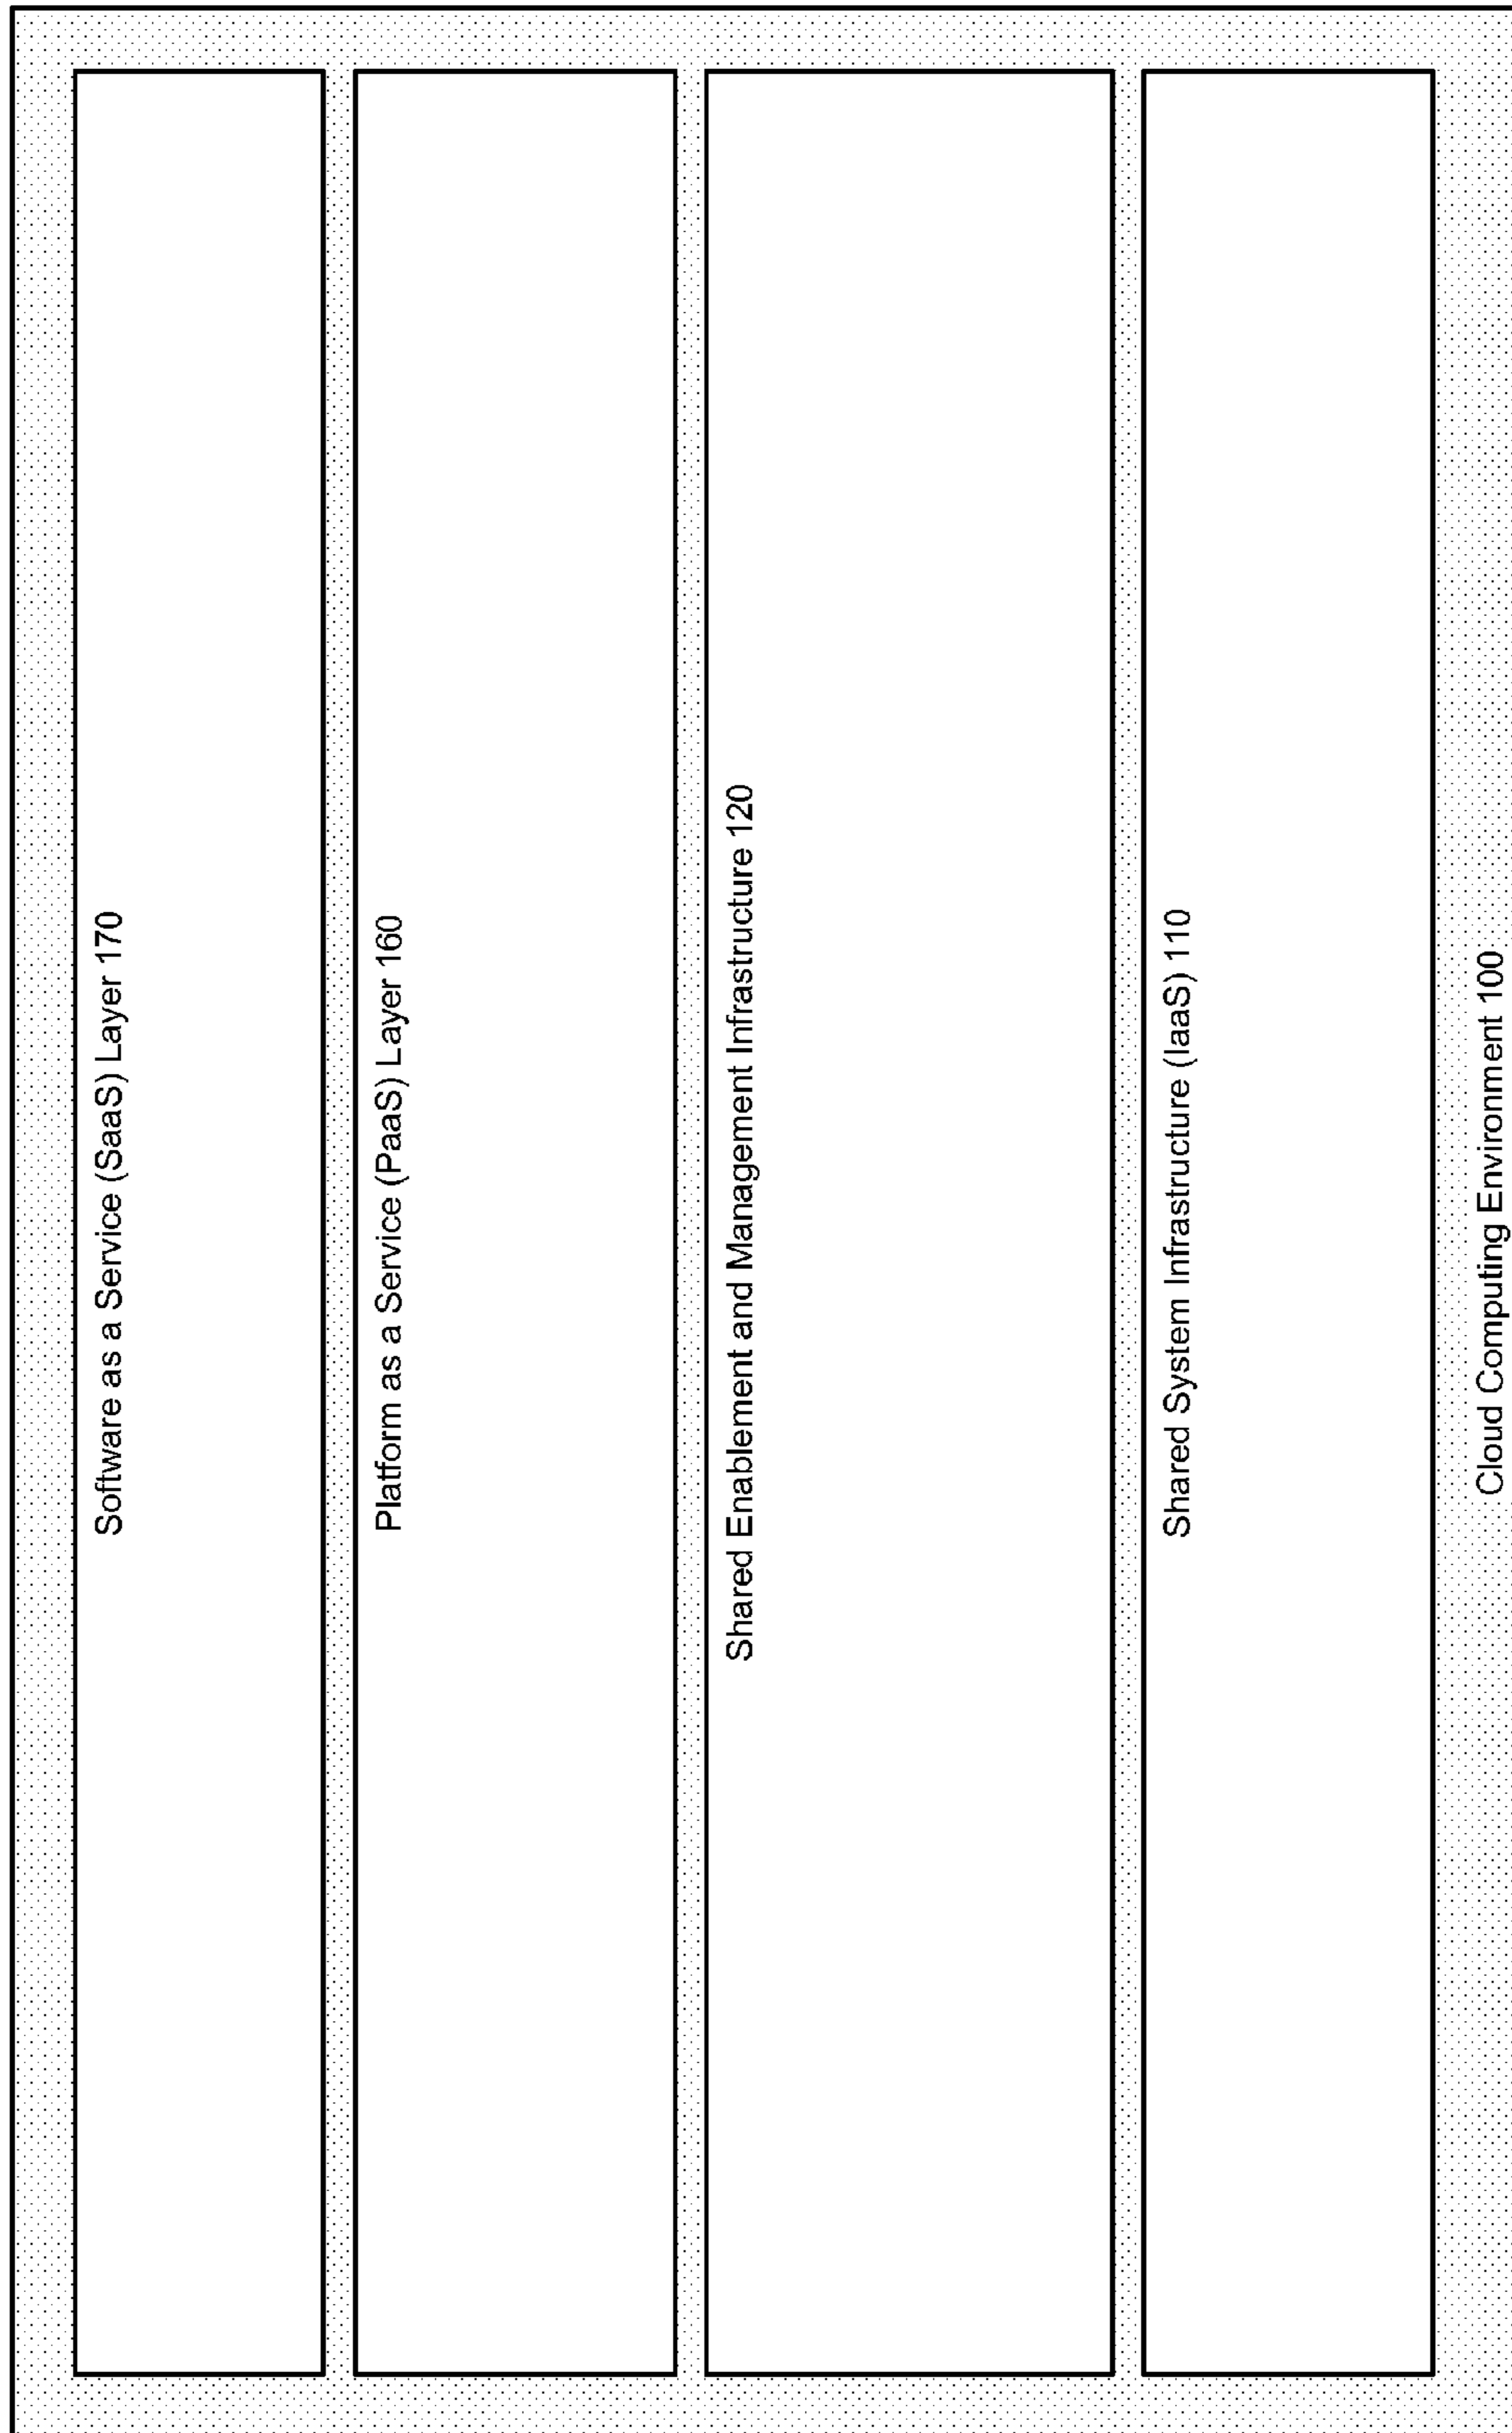 Software as a Service (SaaS) Layer 170
Platform as a Service (PaaS) Layer 160
Shared Enablement and Management Infrastructure 120
Shared System Infrastructure (IaaS) 110
Cloud Computing Environment 100